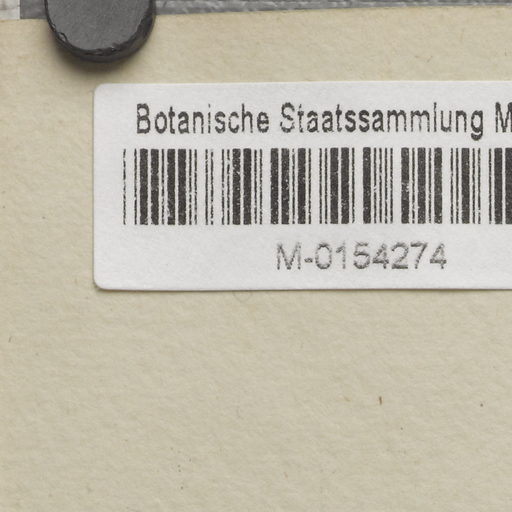 Botanische Staatssammlung M
M-0154274